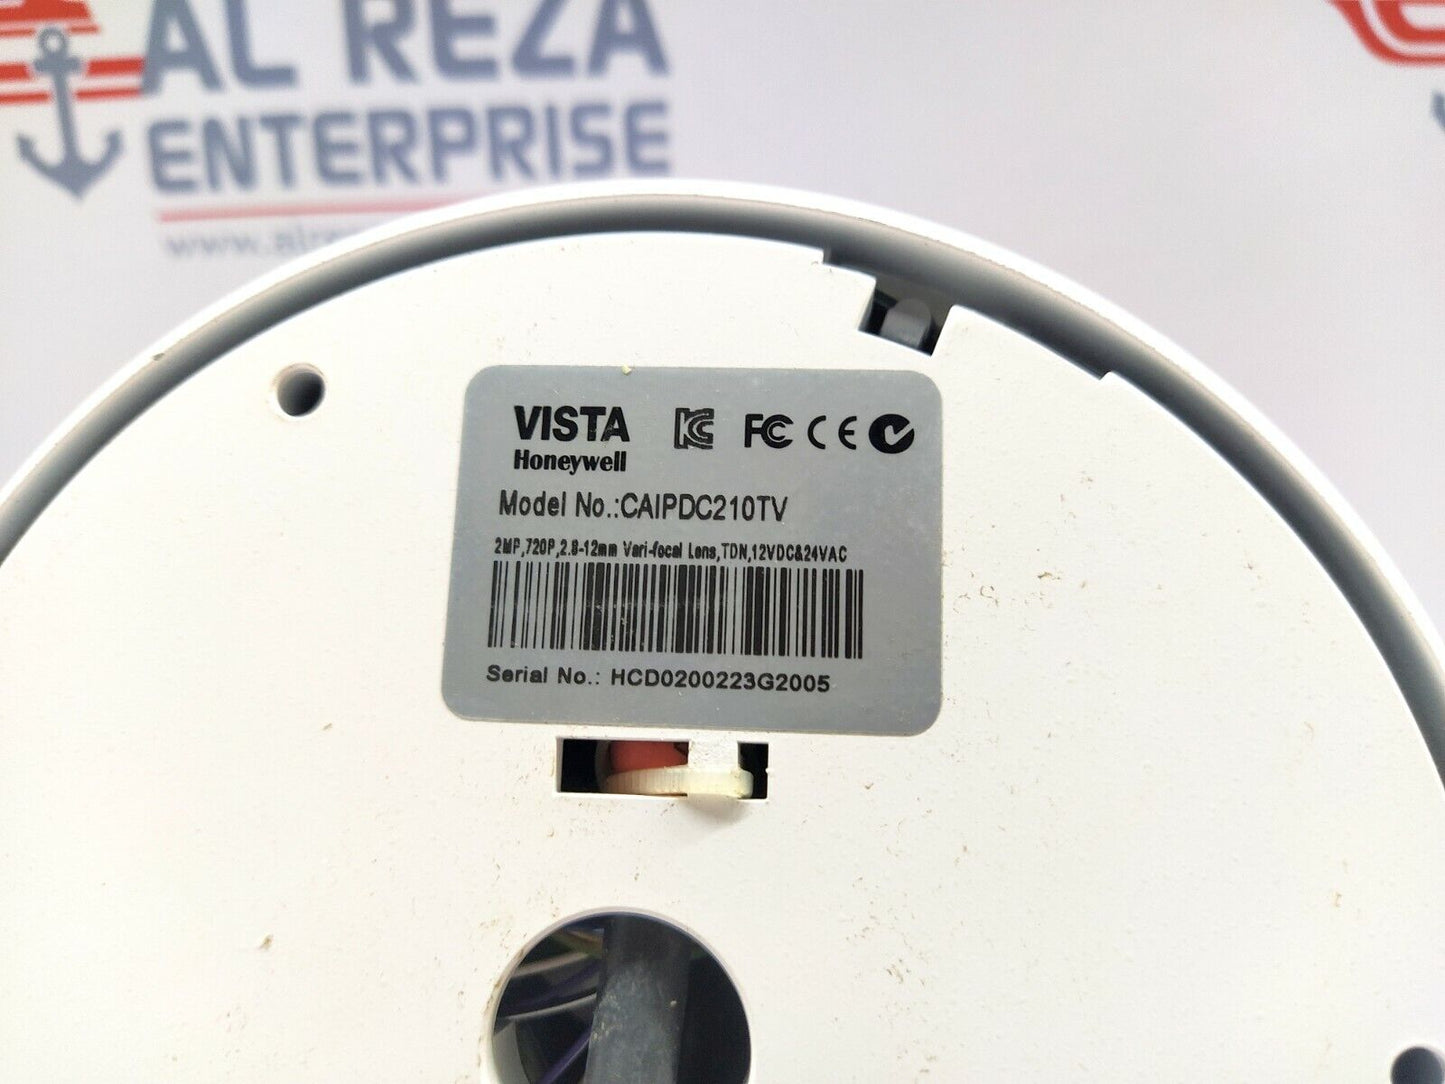 AL REZA
ENTERPRISE
VISTA
Honeywell
FC CE
Model No.:CAIPDC210TV
2MP,720P,2.8-12mm Vari-focal Lens,TDN,12VDC&24VAC
Serial No.: HCD0200223G2005